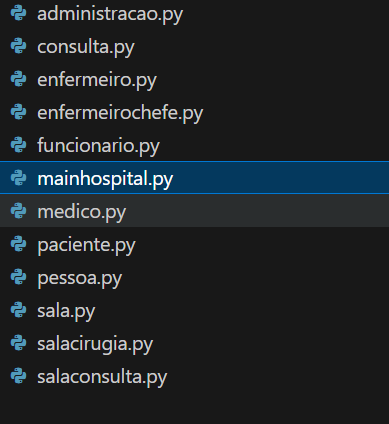 administracao.py
consulta.py
enfermeiro.py
enfermeirochefe.py
funcionario.py
mainhospital.py
medico.py
paciente.py
pessoa.py
sala.py
salacirugia.py
salaconsulta.py